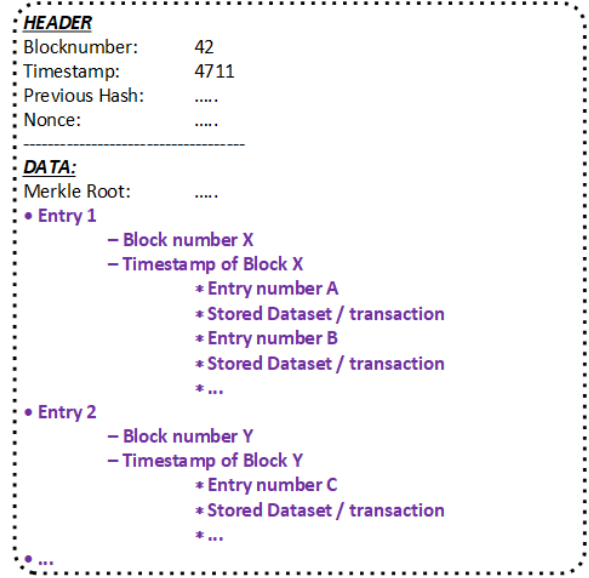 HEADER
Blocknumber: 42
Timestamp: 4711
Previous Hash: .....
Nonce: .....
------------------------------------
DATA:
Merkle Root: .....
• Entry 1
– Block number X
– Timestamp of Block X
* Entry number A
* Stored Dataset / transaction
* Entry number B
* Stored Dataset / transaction
* ...
• Entry 2
– Block number Y
– Timestamp of Block Y
* Entry number C
* Stored Dataset / transaction
* ...
• ...